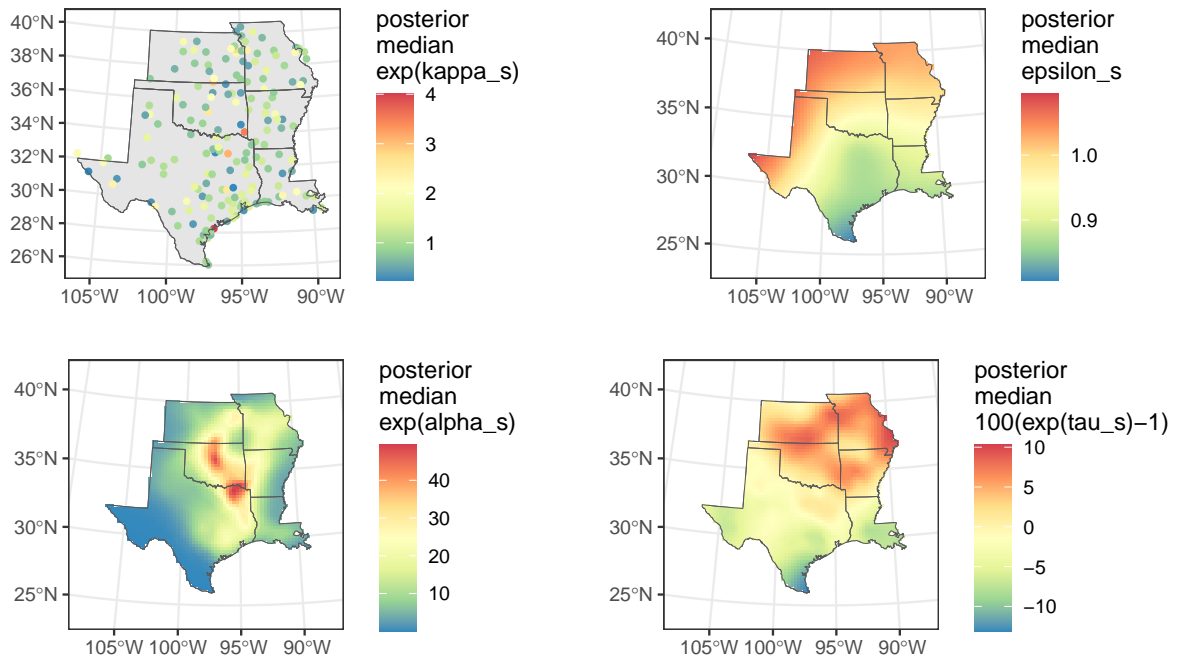 40°N
38°N
36°N
34°N
32°N
30°N
28°N
26°N
105°W 100°W 95°W 90°W
posterior
median
exp(kappa_s)
4
3
2
1
40°N
35°N
30°N
25°N
105°W 100°W 95°W 90°W
posterior
median
epsilon_s
1.0
0.9
40°N
35°N
30°N
25°N
105°W 100°W 95°W 90°W
posterior
median
exp(alpha_s)
40
30
20
10
40°N
35°N
30°N
25°N
105°W 100°W 95°W 90°W
posterior
median
100(exp(tau_s)−1)
10
5
0
−5
−10